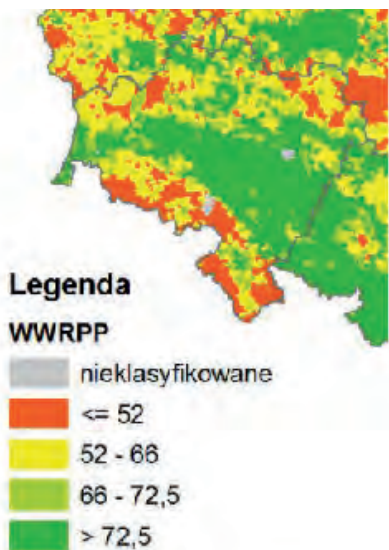 Legenda
WWRPP
nieklasyfikowane
<= 52
52 - 66
66 - 72,5
> 72,5